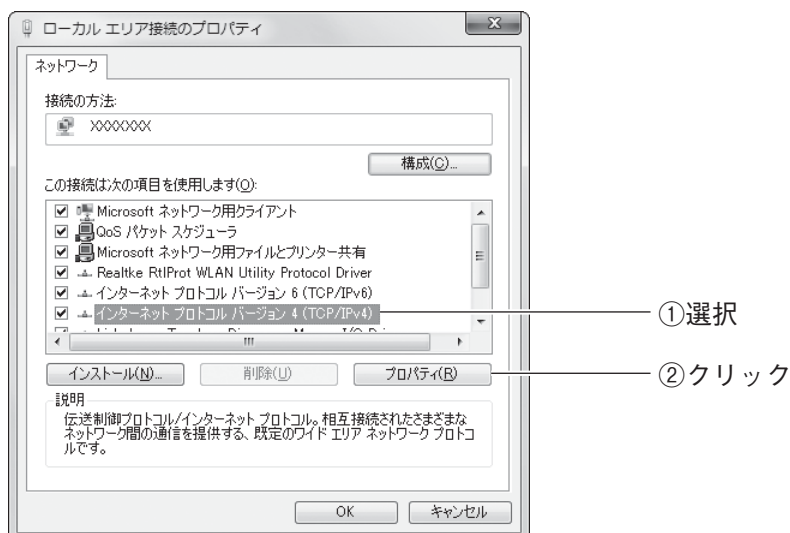 ローカル エリア接続のプロパティ
ネットワーク
接続の方法:
XXXXXXXX
構成(C)...
この接続は次の項目を使用します(O):
Microsoft ネットワーク用クライアント
QoS パケット スケジューラ
Microsoft ネットワーク用ファイルとプリンター共有
Realtke RtlProt WLAN Utility Protocol Driver
インターネット プロトコル バージョン 6 (TCP/IPv6)
インターネット プロトコル バージョン 4 (TCP/IPv4)
①選択
インストール(N)...
削除(U)
プロパティ(R)
②クリック
説明
伝送制御プロトコル/インターネット プロトコル。相互接続されたさまざまな
ネットワーク間の通信を提供する、既定のワイド エリア ネットワーク プロトコ
ルです。
OK
キャンセル